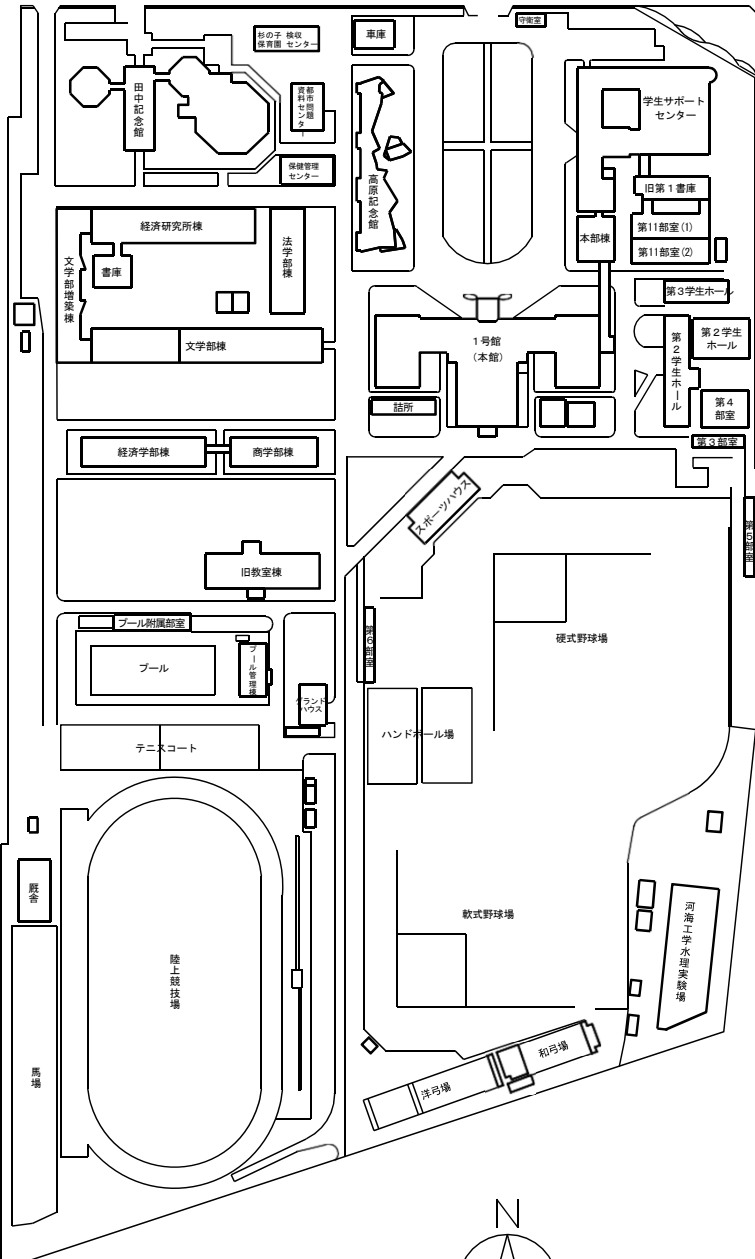 守衛室
杉の子 検収
保育園 センター
車庫
田中記念館
都市問題
資料センター
学生サポート
センター
保健管理
センター
高原記念館
旧第1書庫
第11部室(1)
第11部室(2)
本部棟
経済研究所棟
法学部棟
文学部増築棟
書庫
文学部棟
第3学生ホール
1号館
(本館)
第2学生ホール
第2学生
ホール
第4
部室
詰所
第3部室
経済学部棟
商学部棟
スポーツハウス
第5部室
旧教室棟
プール附属部室
プール
プール管理棟
グランド
ハウス
第6部室
硬式野球場
ハンドボール場
テニスコート
厩舎
軟式野球場
河海工学水理実験場
陸上競技場
馬場
洋弓場
和弓場
N